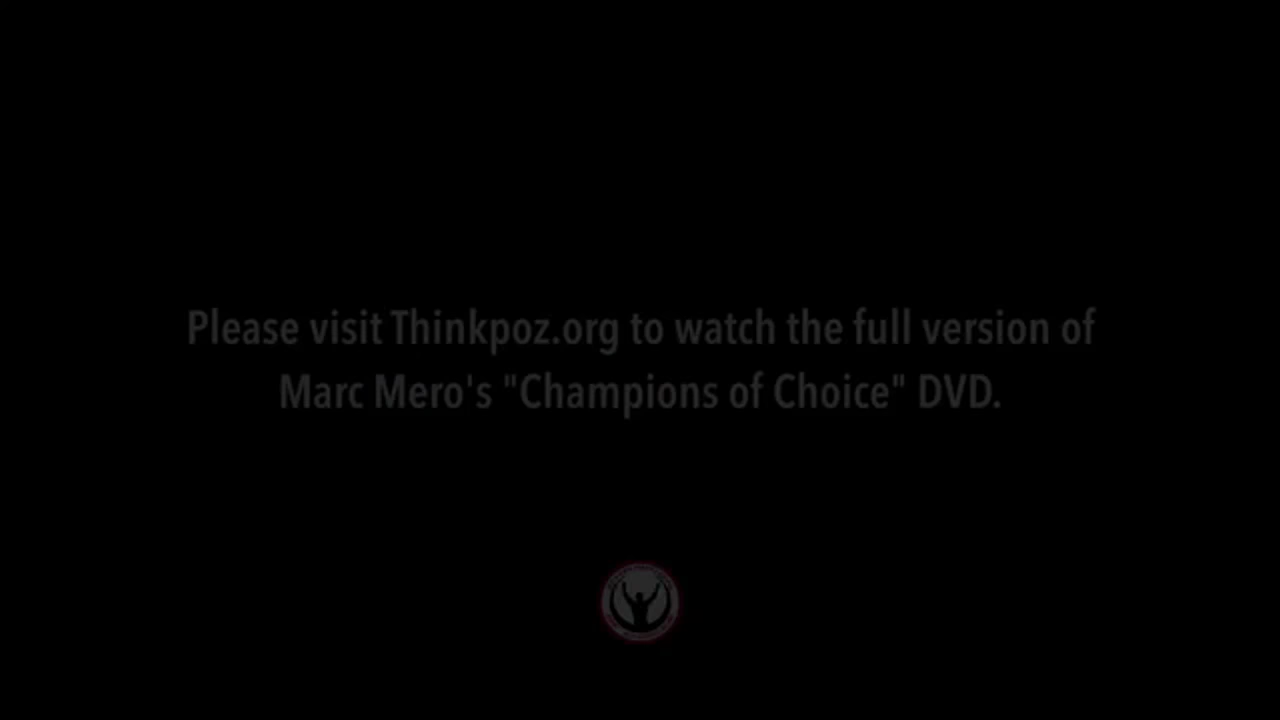 Please visit Thinkpoz.org to watch the full version of
Marc Mero's "Champions of Choice" DVD.